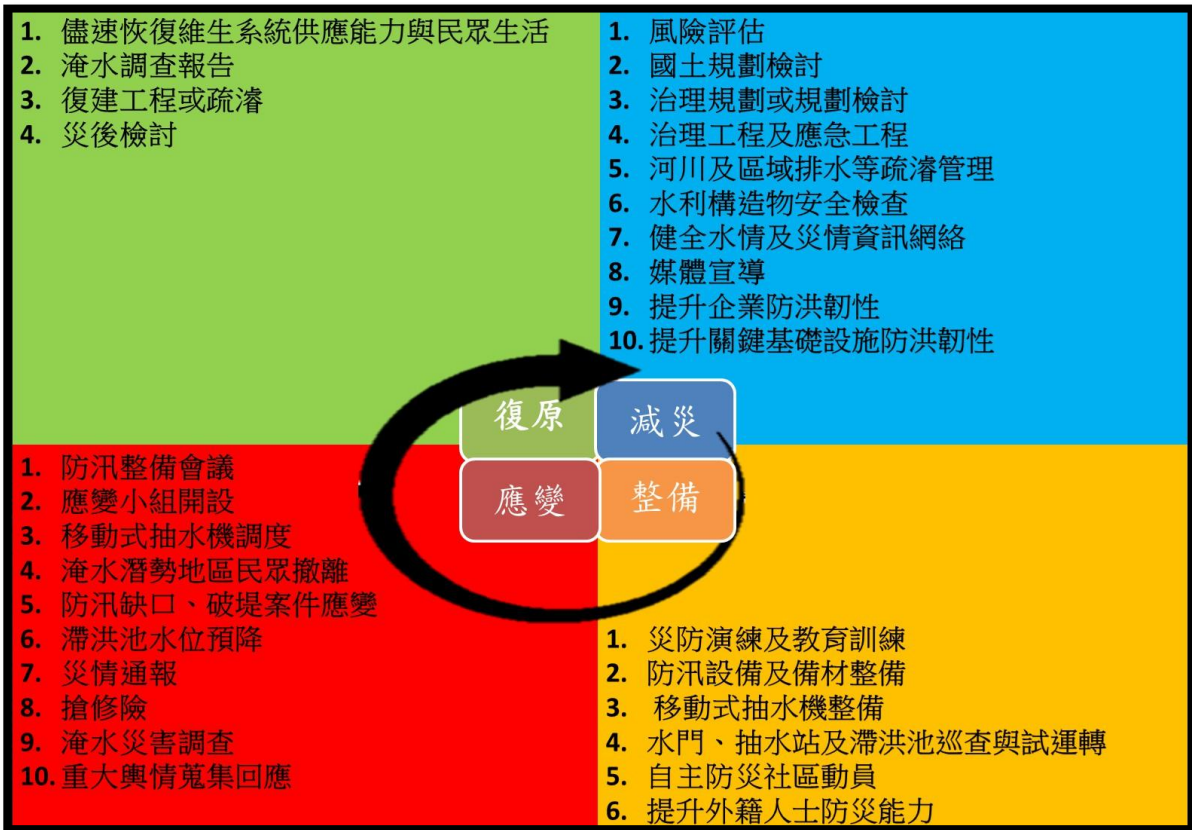 1. 儘速恢復維生系統供應能力與民眾生活
2. 淹水調查報告
3. 復建工程或疏濬
4. 災後檢討
1. 風險評估
2. 國土規劃檢討
3. 治理規劃或規劃檢討
4. 治理工程及應急工程
5. 河川及區域排水等疏濬管理
6. 水利構造物安全檢查
7. 健全水情及災情資訊網絡
8. 媒體宣導
9. 提升企業防洪韌性
10. 提升關鍵基礎設施防洪韌性
復原
減災
應變
整備
1. 防汛整備會議
2. 應變小組開設
3. 移動式抽水機調度
4. 淹水潛勢地區民眾撤離
5. 防汛缺口、破堤案件應變
6. 滯洪池水位預降
7. 災情通報
8. 搶修險
9. 淹水災害調查
10. 重大輿情蒐集回應
1. 災防演練及教育訓練
2. 防汛設備及備材整備
3. 移動式抽水機整備
4. 水門、抽水站及滯洪池巡查與試運轉
5. 自主防災社區動員
6. 提升外籍人士防災能力